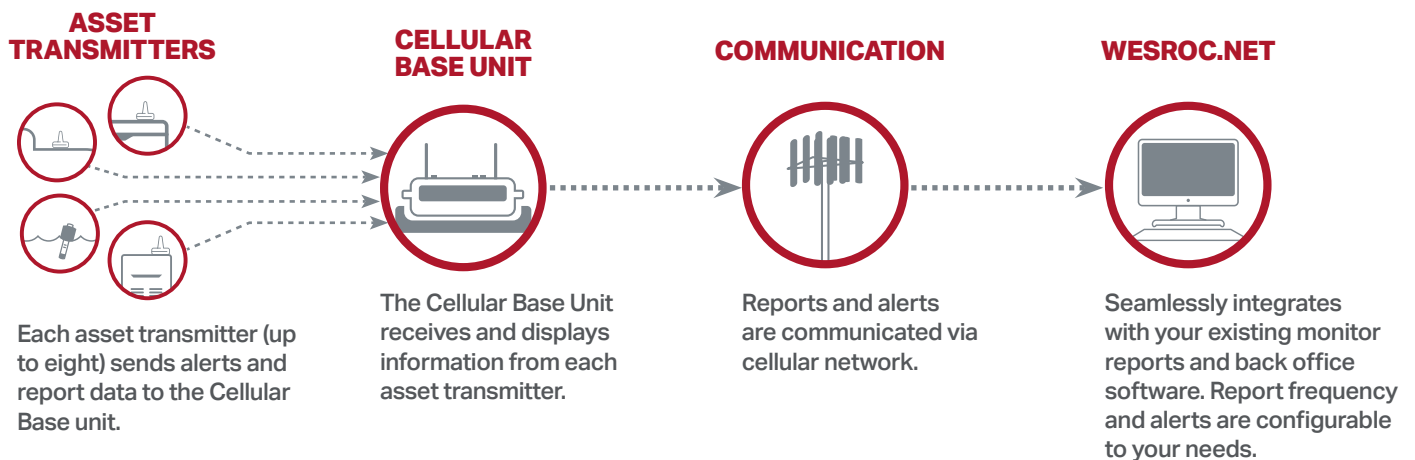 ASSET
TRANSMITTERS
Each asset transmitter (up
to eight) sends alerts and
report data to the Cellular
Base unit.
CELLULAR
BASE UNIT
The Cellular Base Unit
receives and displays
information from each
asset transmitter.
COMMUNICATION
Reports and alerts
are communicated via
cellular network.
WESROC.NET
Seamlessly integrates
with your existing monitor
reports and back office
software. Report frequency
and alerts are configurable
to your needs.